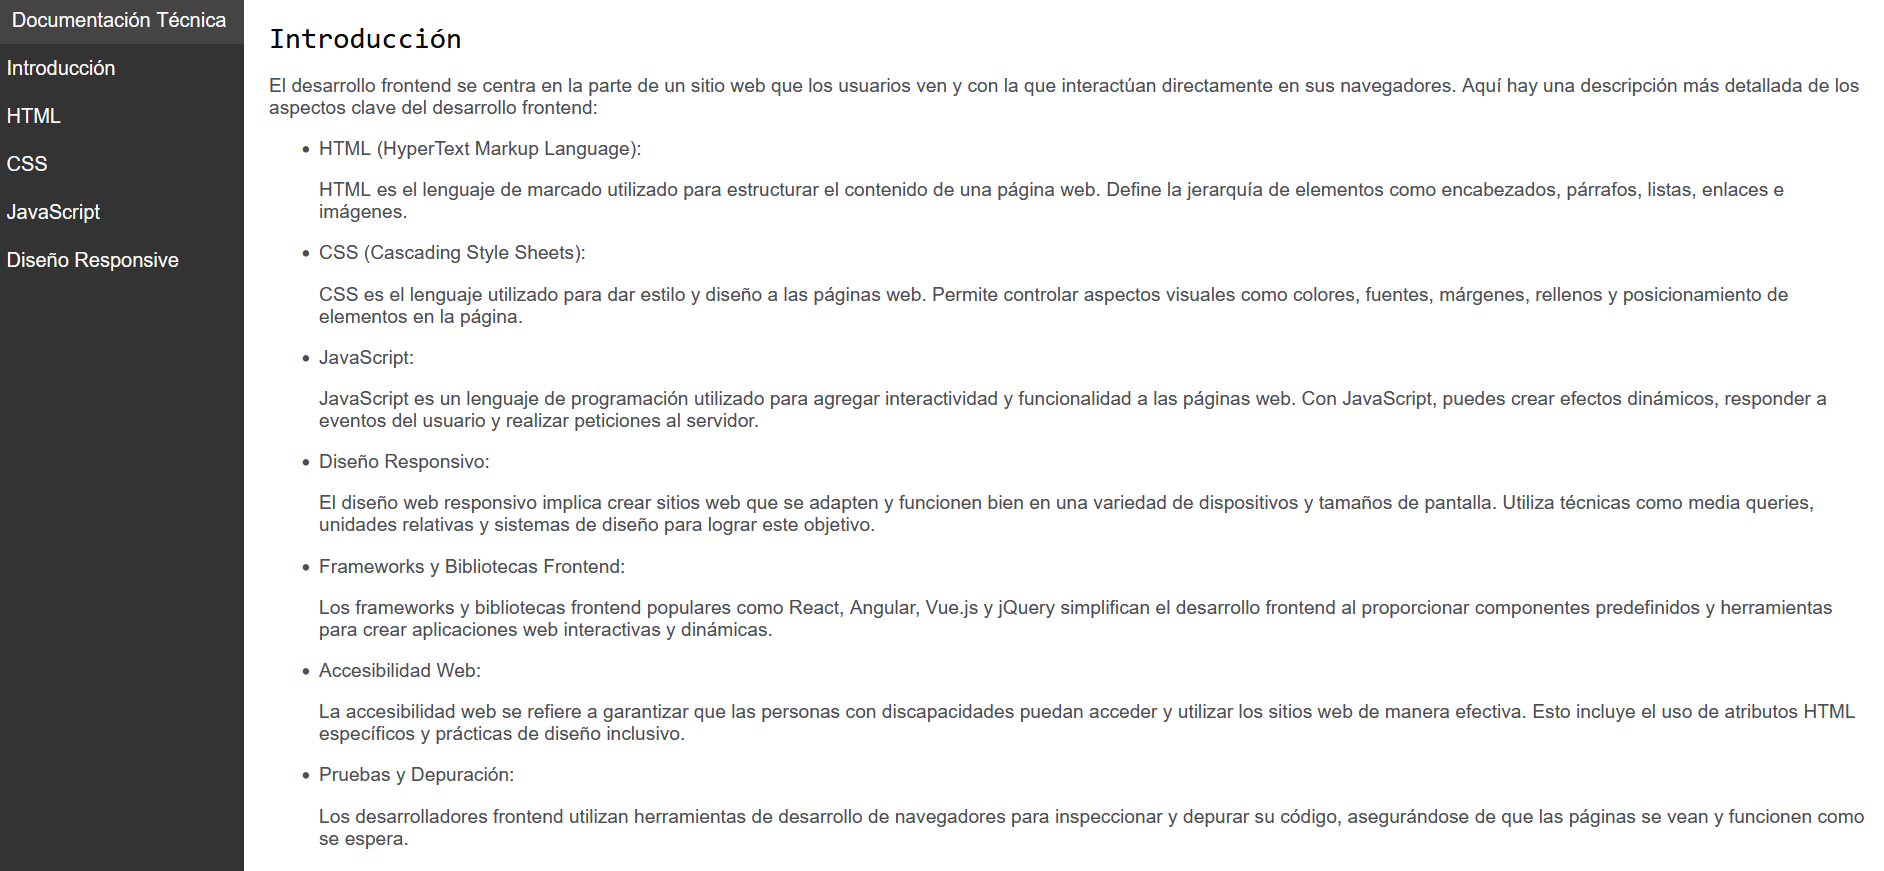 Documentación Técnica
Introducción
HTML
CSS
JavaScript
Diseño Responsive
Introducción
El desarrollo frontend se centra en la parte de un sitio web que los usuarios ven y con la que interactúan directamente en sus navegadores. Aquí hay una descripción más detallada de los
aspectos clave del desarrollo frontend:
• HTML (HyperText Markup Language):
HTML es el lenguaje de marcado utilizado para estructurar el contenido de una página web. Define la jerarquía de elementos como encabezados, párrafos, listas, enlaces e
imágenes.
• CSS (Cascading Style Sheets):
CSS es el lenguaje utilizado para dar estilo y diseño a las páginas web. Permite controlar aspectos visuales como colores, fuentes, márgenes, rellenos y posicionamiento de
elementos en la página.
• JavaScript:
JavaScript es un lenguaje de programación utilizado para agregar interactividad y funcionalidad a las páginas web. Con JavaScript, puedes crear efectos dinámicos, responder a
eventos del usuario y realizar peticiones al servidor.
• Diseño Responsivo:
El diseño web responsivo implica crear sitios web que se adapten y funcionen bien en una variedad de dispositivos y tamaños de pantalla. Utiliza técnicas como media queries,
unidades relativas y sistemas de diseño para lograr este objetivo.
• Frameworks y Bibliotecas Frontend:
Los frameworks y bibliotecas frontend populares como React, Angular, Vue.js y jQuery simplifican el desarrollo frontend al proporcionar componentes predefinidos y herramientas
para crear aplicaciones web interactivas y dinámicas.
• Accesibilidad Web:
La accesibilidad web se refiere a garantizar que las personas con discapacidades puedan acceder y utilizar los sitios web de manera efectiva. Esto incluye el uso de atributos HTML
específicos y prácticas de diseño inclusivo.
• Pruebas y Depuración:
Los desarrolladores frontend utilizan herramientas de desarrollo de navegadores para inspeccionar y depurar su código, asegurándose de que las páginas se vean y funcionen como
se espera.